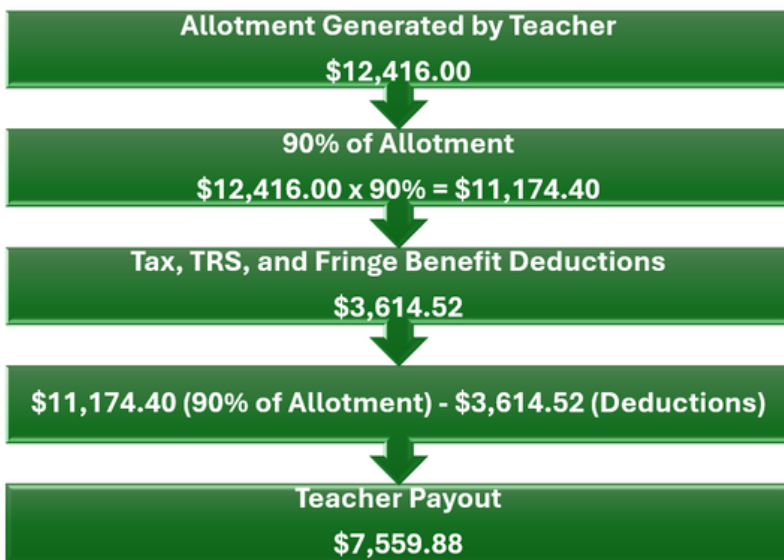 Allotment Generated by Teacher
$12,416.00
90% of Allotment
$12,416.00 x 90% = $11,174.40
Tax, TRS, and Fringe Benefit Deductions
$3,614.52
$11,174.40 (90% of Allotment) - $3,614.52 (Deductions)
Teacher Payout
$7,559.88